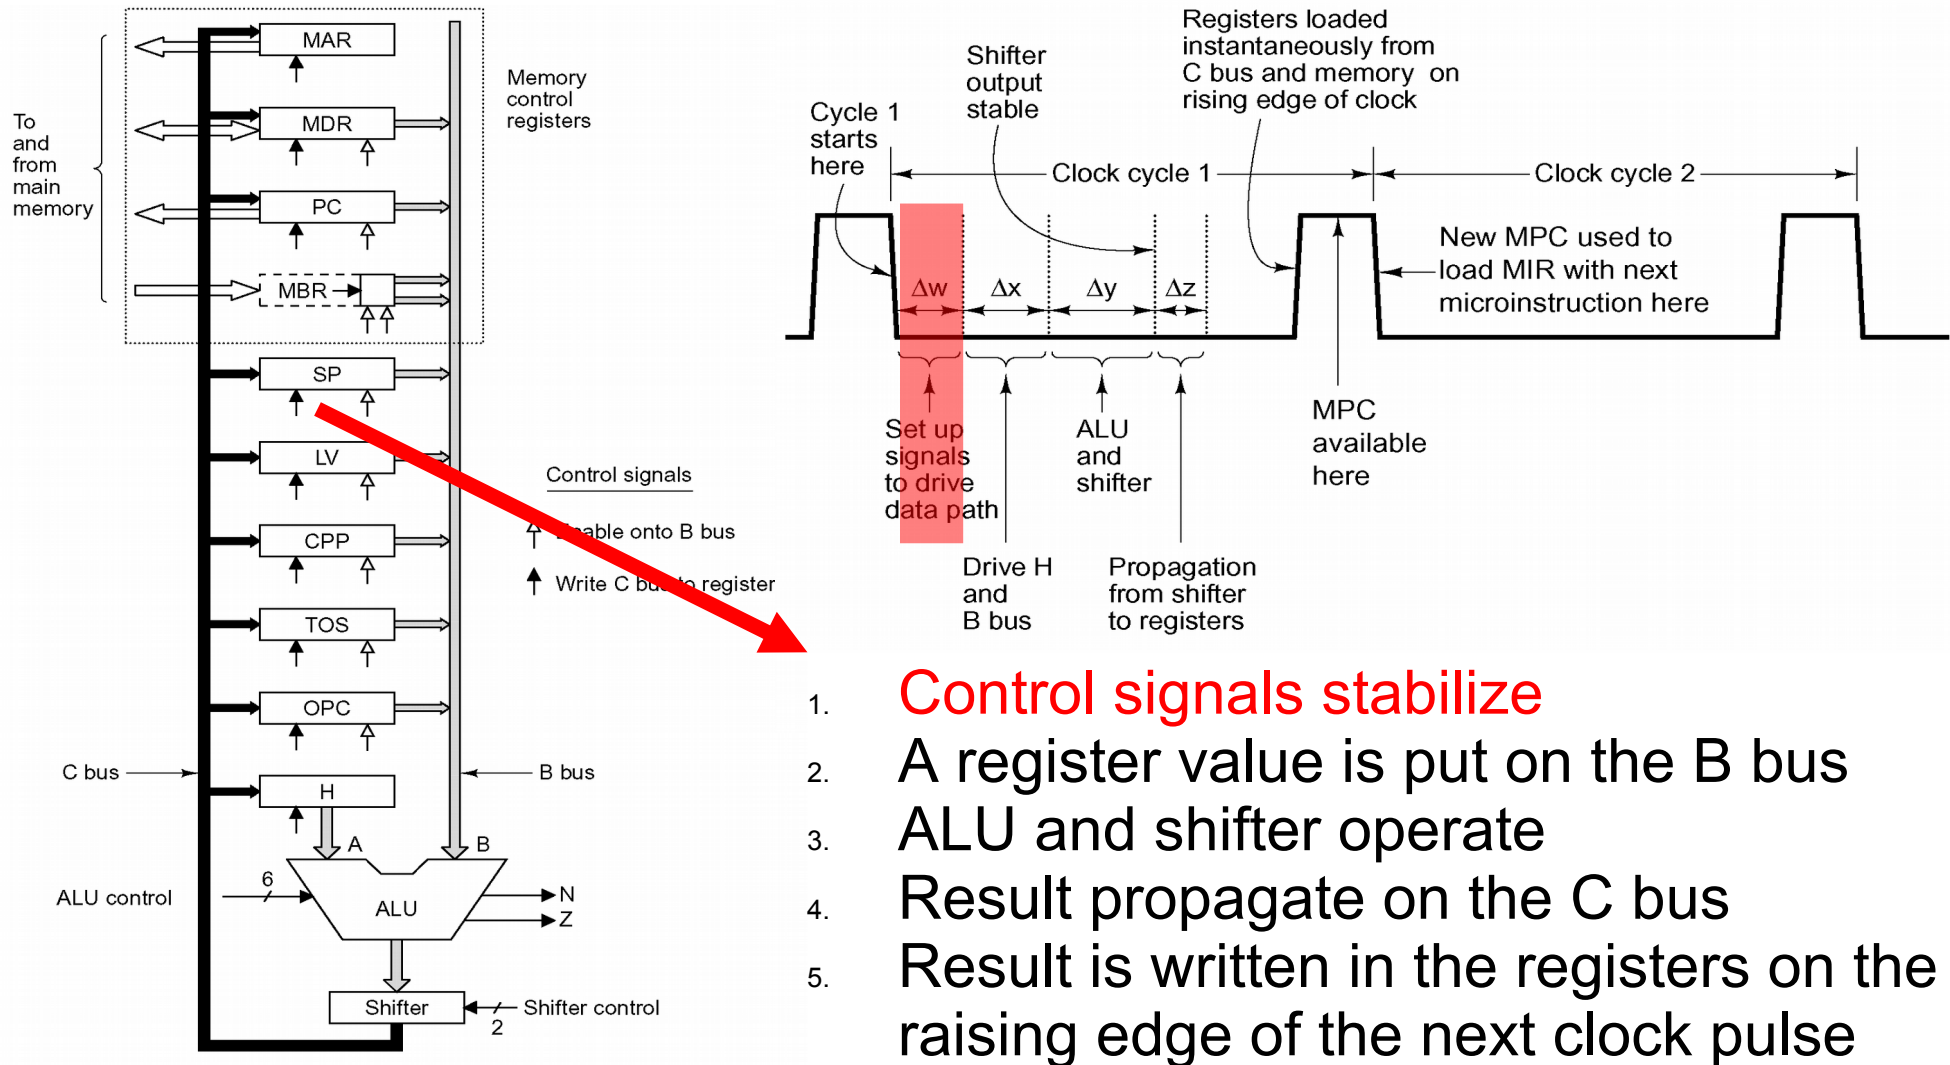 MAR
MDR
PC
MBR
To
and
from
main
memory
Memory
control
registers
SP
LV
CPP
TOS
OPC
H
Control signals
Enable onto B bus
Write C bus to register
C bus
B bus
A
B
ALU control
6
ALU
N
Z
Shifter
Shifter control
2
Cycle 1
starts
here
Shifter
output
stable
Registers loaded
instantaneously from
C bus and memory on
rising edge of clock
Clock cycle 1
Clock cycle 2
Δw
Δx
Δy
Δz
New MPC used to
load MIR with next
microinstruction here
Set up
signals
to drive
data path
ALU
and
shifter
MPC
available
here
Drive H
and
B bus
Propagation
from shifter
to registers
1. Control signals stabilize
2. A register value is put on the B bus
3. ALU and shifter operate
4. Result propagate on the C bus
5. Result is written in the registers on the
raising edge of the next clock pulse